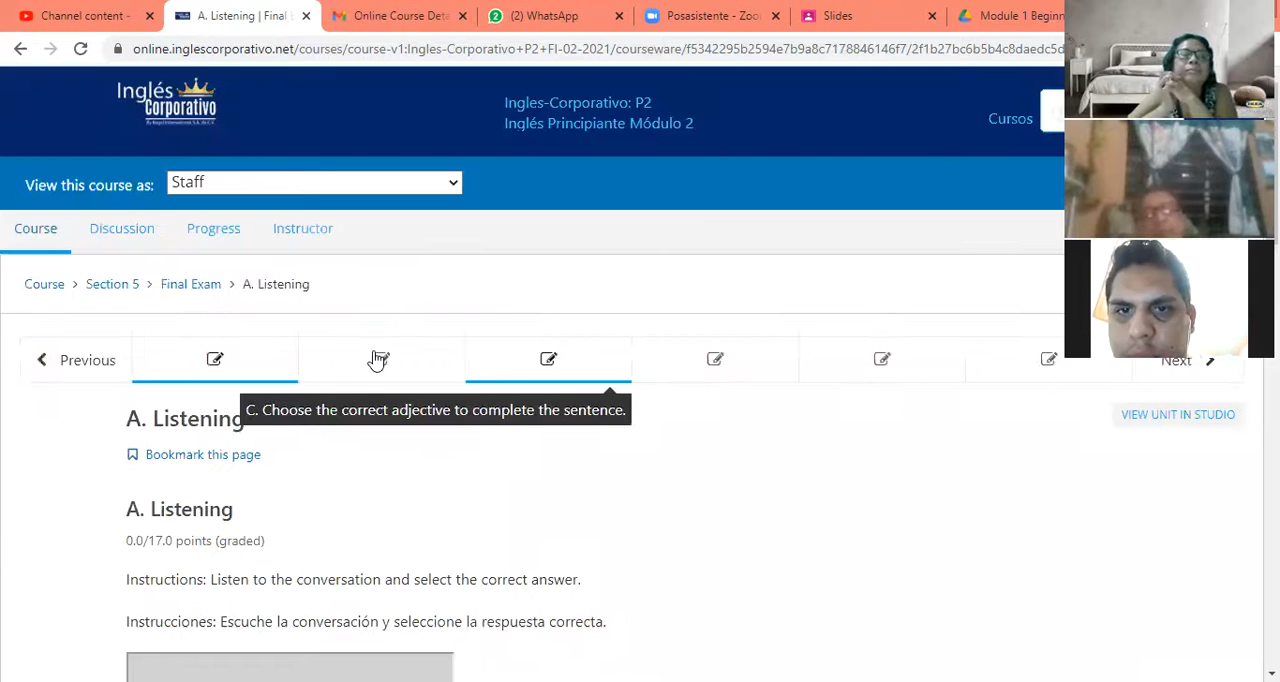 Channel content -
A. Listening | Final E
Online Course Deta
(2) WhatsApp
Posasistente - Zoo
Slides
Module 1 Beginn
online.inglescorporativo.net/courses/course-v1:Ingles-Corporativo+P2+FI-02-2021/courseware/f5342295b2594e7b9a8c7178846146f7/2f1b27bc6b5b4c8daedc5d
Inglés
Corporativo
Ingles-Corporativo: P2
Inglés Principiante Módulo 2
Cursos
View this course as:
Staff
Course
Discussion
Progress
Instructor
Course > Section 5 > Final Exam > A. Listening
Previous
Next
C. Choose the correct adjective to complete the sentence.
A. Listening
VIEW UNIT IN STUDIO
Bookmark this page
A. Listening
0.0/17.0 points (graded)
Instructions: Listen to the conversation and select the correct answer.
Instrucciones: Escuche la conversación y seleccione la respuesta correcta.